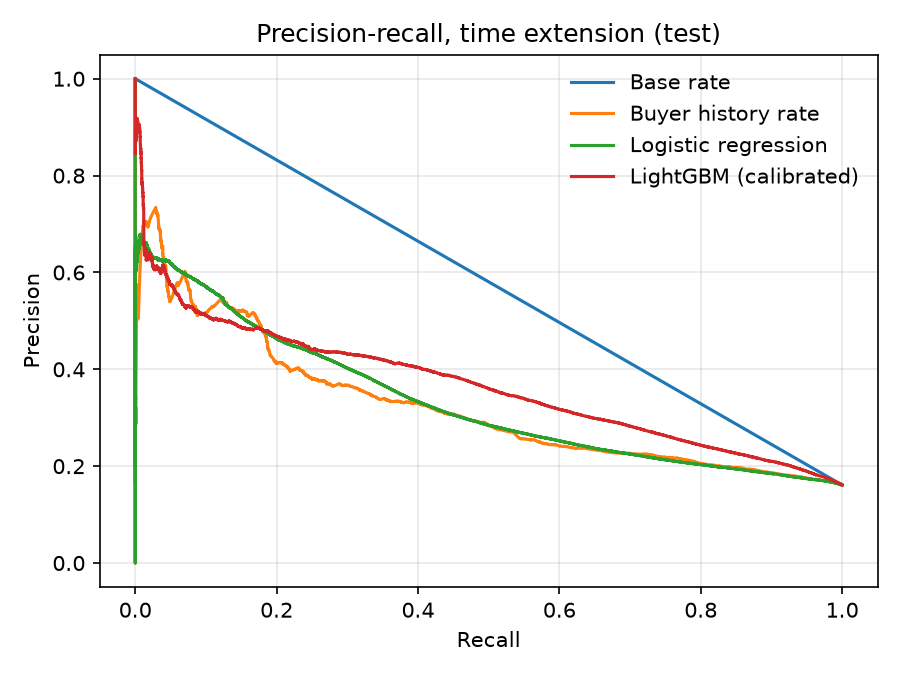 Precision-recall, time extension (test)
Base rate
Buyer history rate
Logistic regression
LightGBM (calibrated)
Precision
1.0
0.8
0.6
0.4
0.2
0.0
0.0 0.2 0.4 0.6 0.8 1.0
Recall